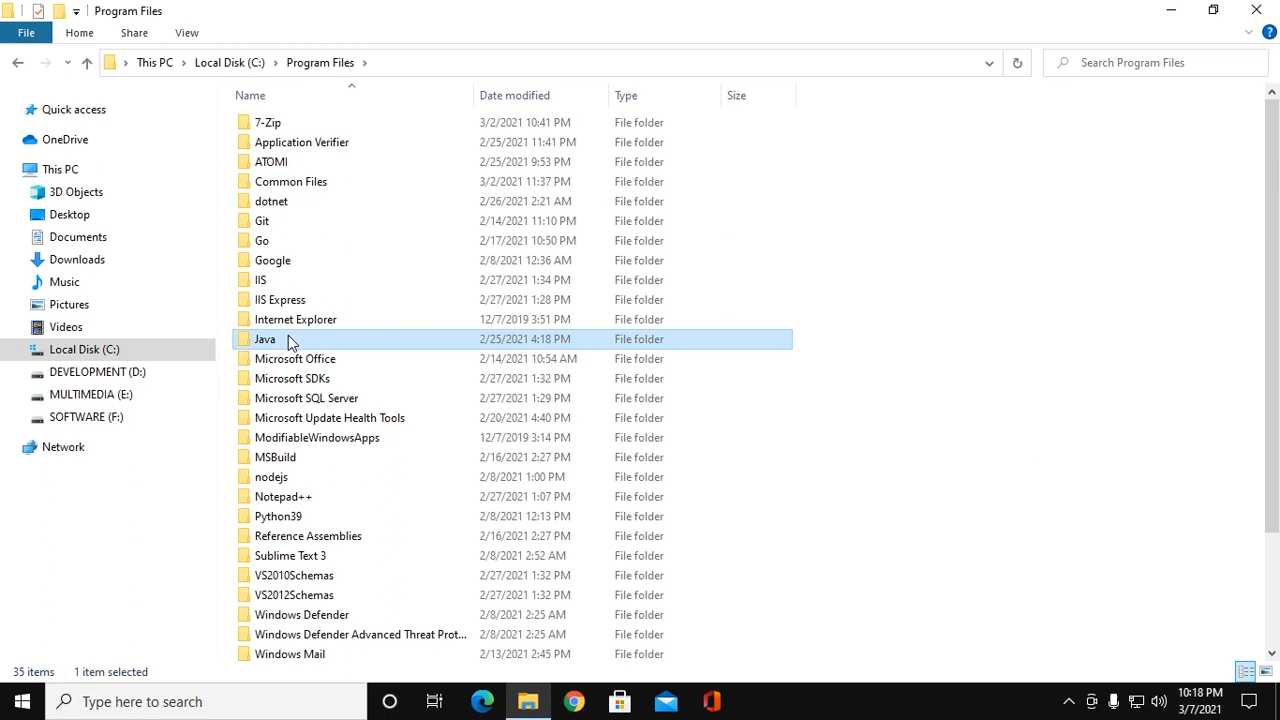 Program Files
File Home Share View
This PC Local Disk (C:) Program Files Search Program Files
Name Date modified Type Size
Quick access
OneDrive
This PC
3D Objects
Desktop
Documents
Downloads
Music
Pictures
Videos
Local Disk (C:)
DEVELOPMENT (D:)
MULTIMEDIA (E:)
SOFTWARE (F:)
Network
7-Zip 3/2/2021 10:41 PM File folder
Application Verifier 2/25/2021 11:41 PM File folder
ATOMI 2/25/2021 9:53 PM File folder
Common Files 3/2/2021 11:37 PM File folder
dotnet 2/26/2021 2:21 AM File folder
Git 2/14/2021 11:10 PM File folder
Go 2/17/2021 10:50 PM File folder
Google 2/8/2021 12:36 AM File folder
IIS 2/27/2021 1:34 PM File folder
IIS Express 2/27/2021 1:28 PM File folder
Internet Explorer 12/7/2019 3:51 PM File folder
Java 2/25/2021 4:18 PM File folder
Microsoft Office 2/14/2021 10:54 AM File folder
Microsoft SDKs 2/27/2021 1:32 PM File folder
Microsoft SQL Server 2/27/2021 1:29 PM File folder
Microsoft Update Health Tools 2/20/2021 4:40 PM File folder
ModifiableWindowsApps 12/7/2019 3:14 PM File folder
MSBuild 2/16/2021 2:27 PM File folder
nodejs 2/8/2021 1:00 PM File folder
Notepad++ 2/27/2021 1:07 PM File folder
Python39 2/8/2021 12:13 PM File folder
Reference Assemblies 2/16/2021 2:27 PM File folder
Sublime Text 3 2/8/2021 2:52 AM File folder
VS2010Schemas 2/27/2021 1:32 PM File folder
VS2012Schemas 2/27/2021 1:32 PM File folder
Windows Defender 2/8/2021 2:25 AM File folder
Windows Defender Advanced Threat Prot... 2/8/2021 2:25 AM File folder
Windows Mail 2/13/2021 2:45 PM File folder
35 items 1 item selected
Type here to search
10:18 PM
3/7/2021